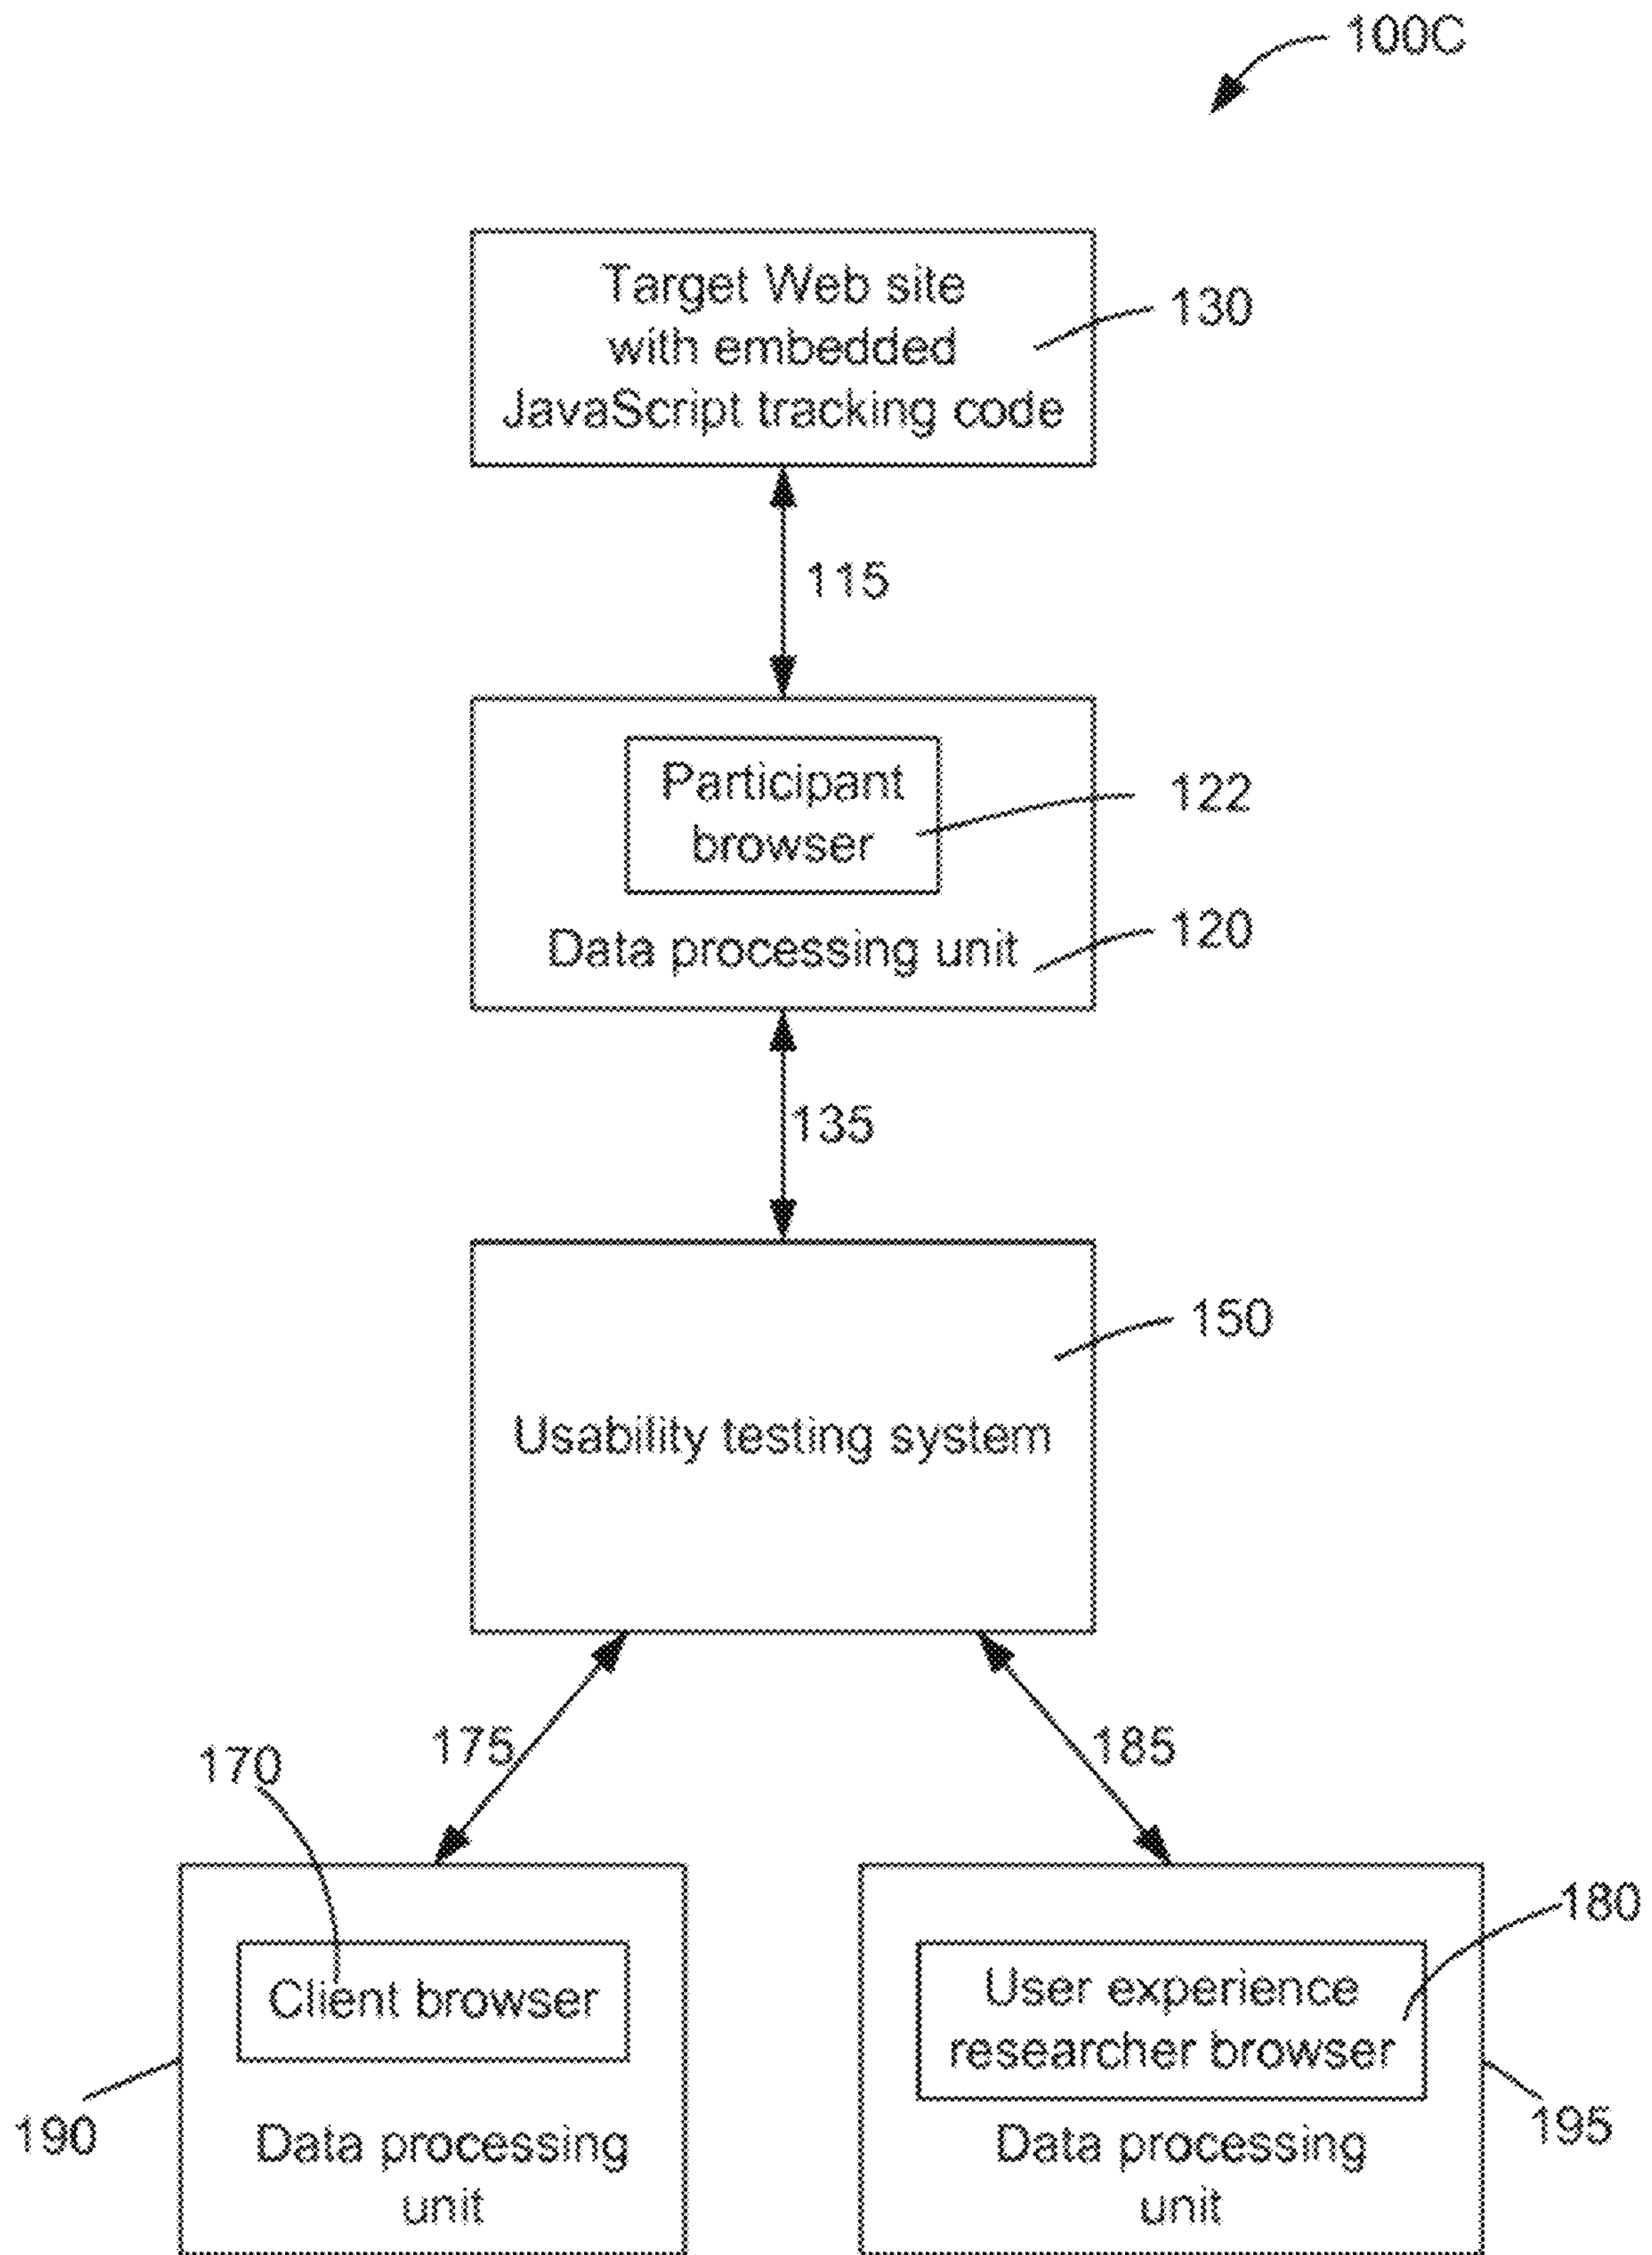 100C
Target Web site
with embedded
JavaScript tracking code
130
115
Participant
browser
122
Data processing unit
120
135
150
Usability testing system
175
185
170
180
Client browser
User experience
researcher browser
190
195
Data processing
unit
Data processing
unit